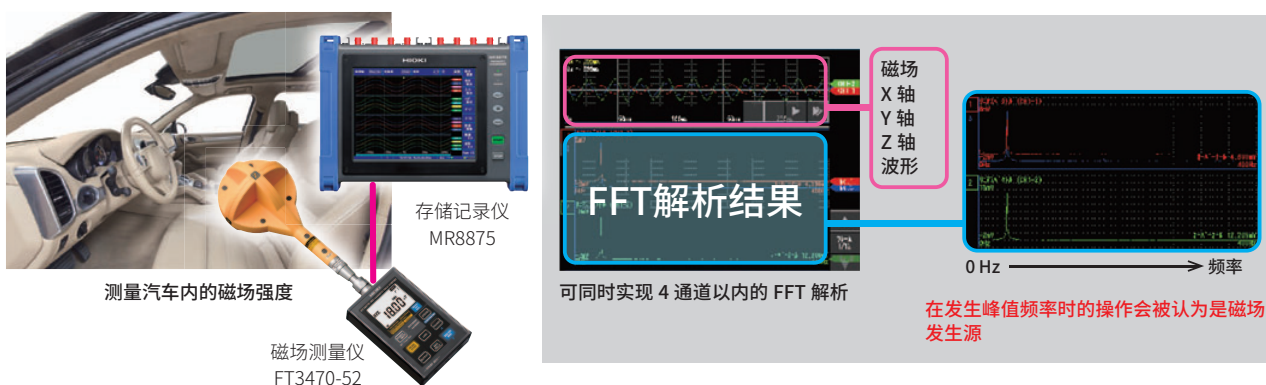 HIOKI
存储记录仪
MR8875
测量汽车内的磁场强度
磁场测量仪
FT3470-52
磁场
X 轴
Y 轴
Z 轴
波形
FFT解析结果
可同时实现 4 通道以内的 FFT 解析
0 Hz
频率
在发生峰值频率时的操作会被认为是磁场
发生源